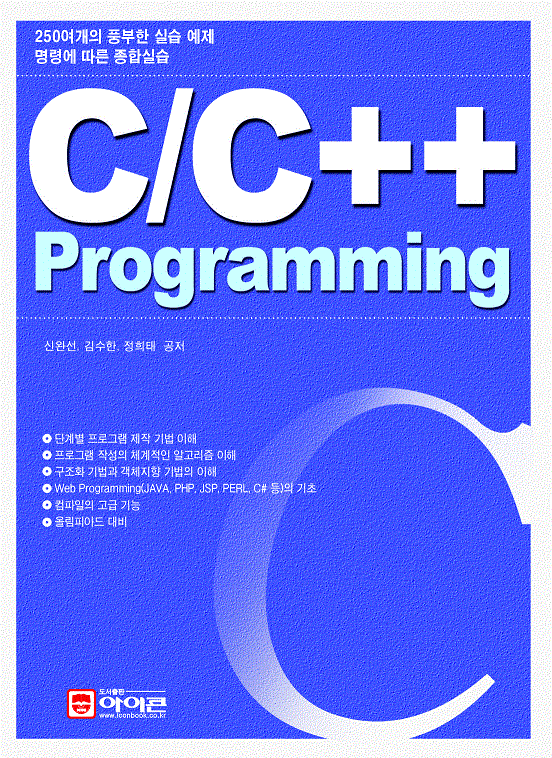 250여개의 풍부한 실습 예제
명령에 따른 종합실습
C/C++
Programming
신완선, 김수한, 정희태 공저
단계별 프로그램 제작 기법 이해
프로그램 작성의 체계적인 알고리즘 이해
구조화 기법과 객체지향 기법의 이해
Web Programming(JAVA, PHP, JSP, PERL, C# 등)의 기초
컴파일의 고급 기능
올림피아드 대비
C
도서출판
아이콘
www.iconbook.co.kr